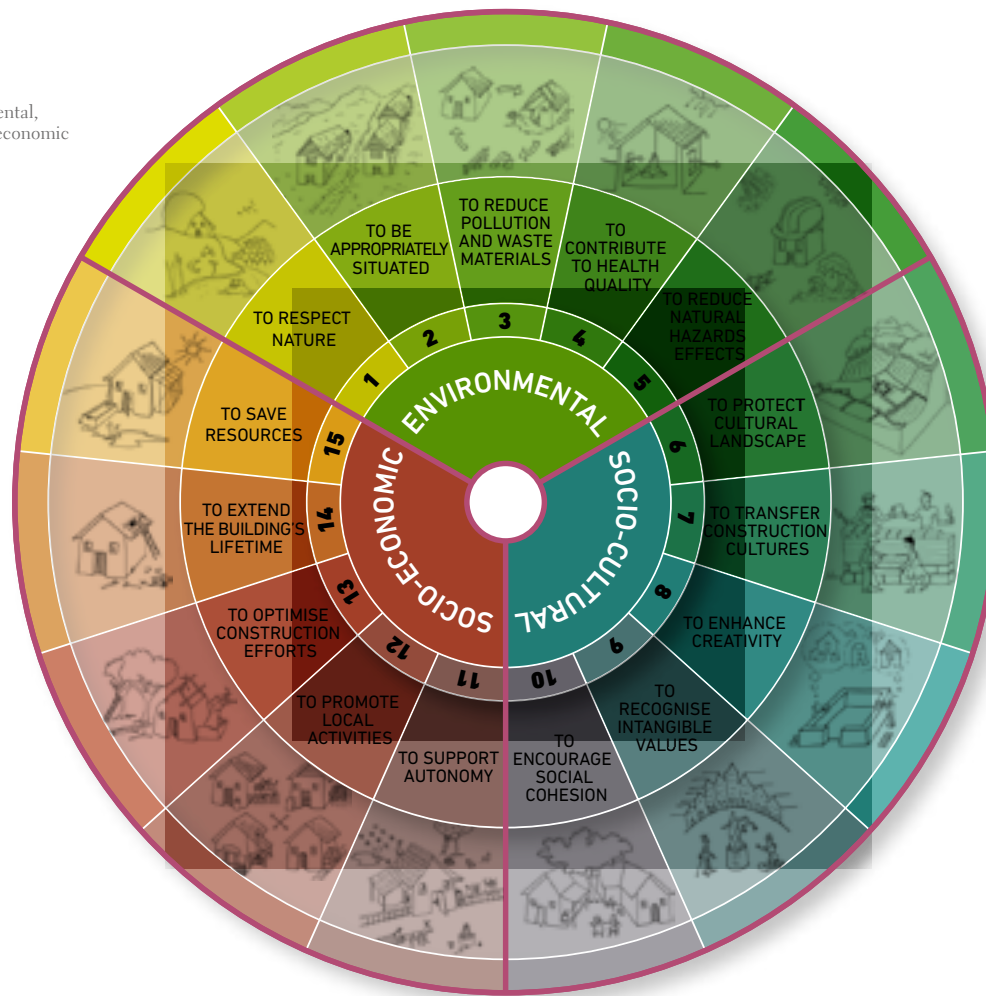 ental,
economic
ENVIRONMENTAL
SOCIO-CULTURAL
SOCIO-ECONOMIC
1
TO RESPECT
NATURE
2
TO BE
APPROPRIATELY
SITUATED
3
TO REDUCE
POLLUTION
AND WASTE
MATERIALS
4
TO
CONTRIBUTE
TO HEALTH
QUALITY
5
TO REDUCE
NATURAL
HAZARDS
EFFECTS
6
TO PROTECT
CULTURAL
LANDSCAPE
7
TO TRANSFER
CONSTRUCTION
CULTURES
8
TO ENHANCE
CREATIVITY
9
TO
RECOGNISE
INTANGIBLE
VALUES
10
TO
ENCOURAGE
SOCIAL
COHESION
11
TO SUPPORT
AUTONOMY
12
TO PROMOTE
LOCAL
ACTIVITIES
13
TO OPTIMISE
CONSTRUCTION
EFFORTS
14
TO EXTEND
THE BUILDING'S
LIFETIME
15
TO SAVE
RESOURCES